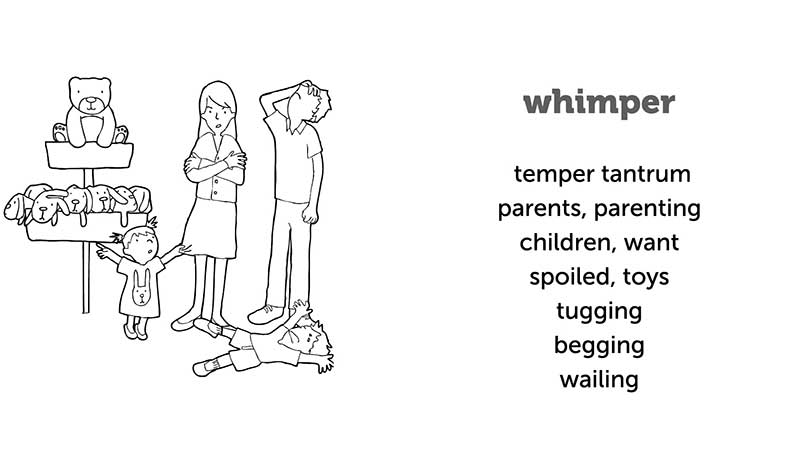 whimper
temper tantrum
parents, parenting
children, want
spoiled, toys
tugging
begging
wailing